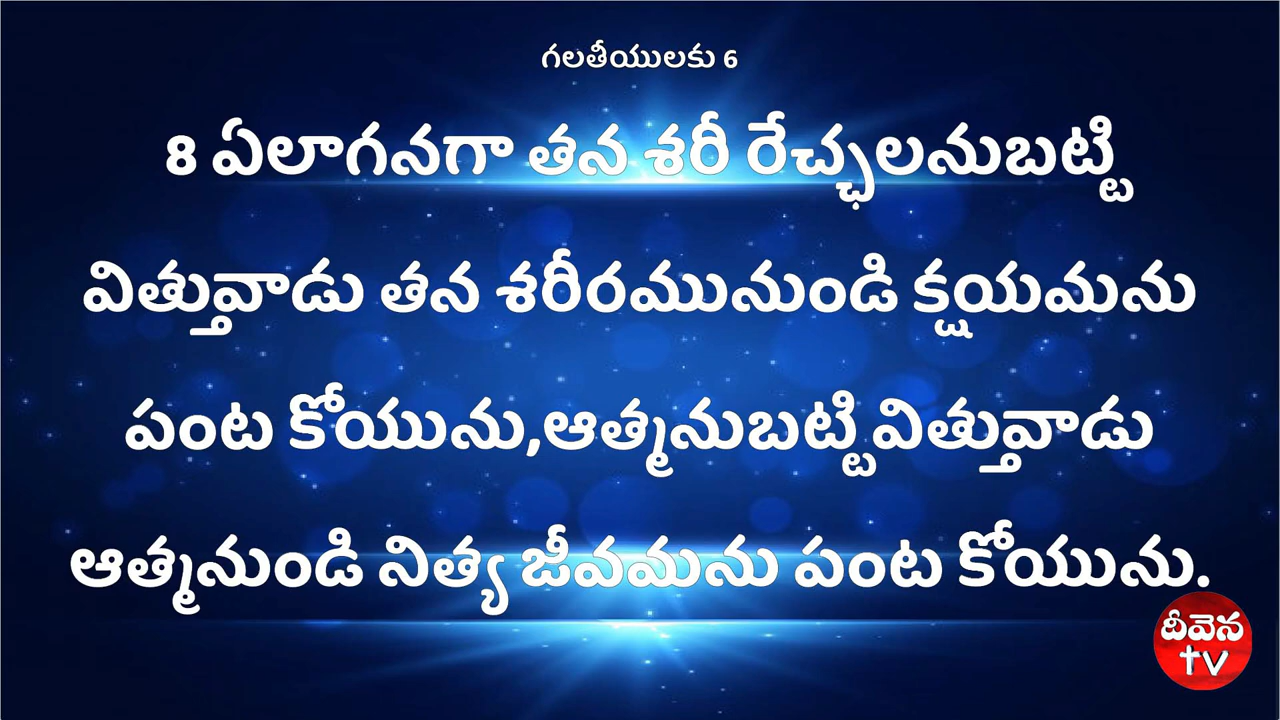 గలతీయులకు 6
8 ఏలాగనగా తన శరీ రేచ్ఛలనుబట్టి
విత్తువాడు తన శరీరమునుండి క్షయమను
పంట కోయును,ఆత్మనుబట్టివిత్తువాడు
ఆత్మనుండి నిత్య జీవమను పంట కోయును.
దీవెన
tv